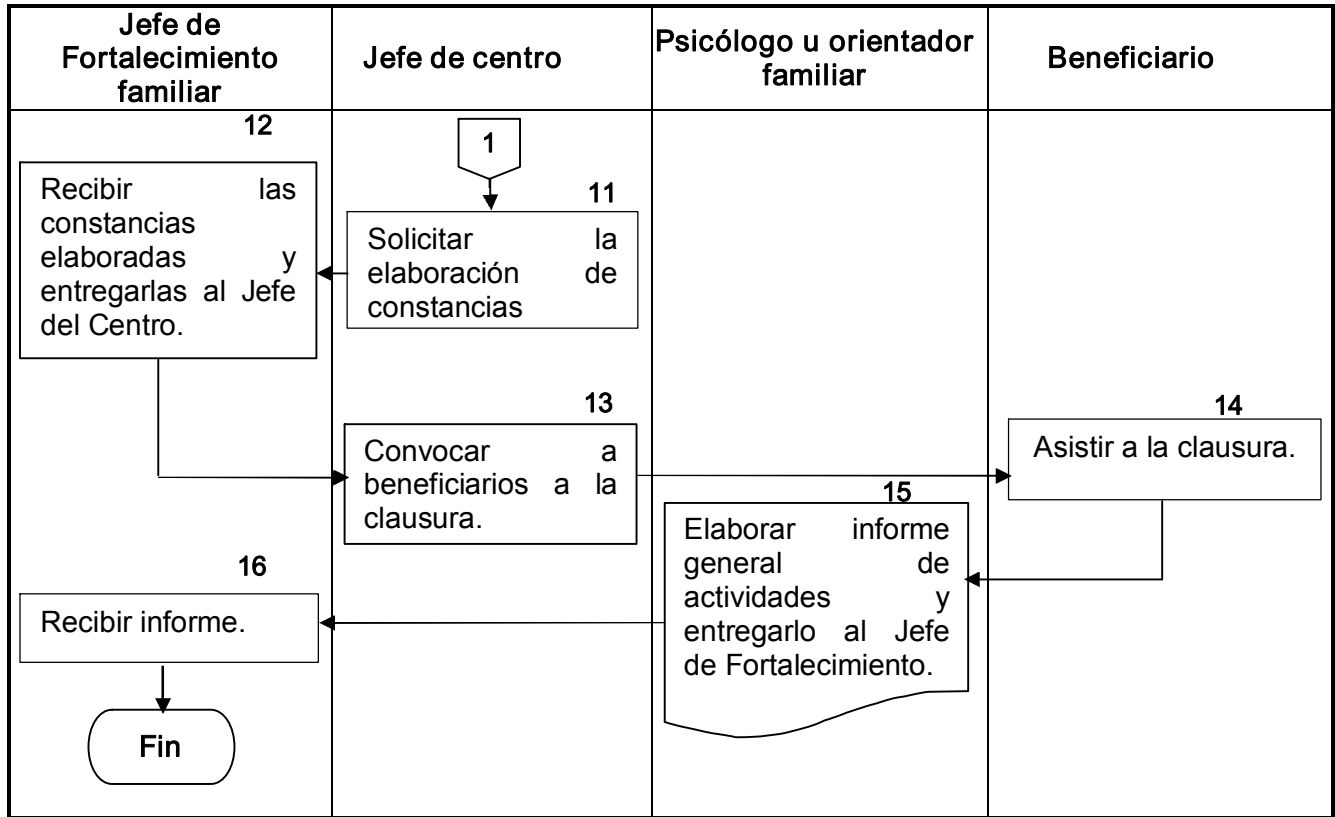 Jefe de
Fortalecimiento
familiar
Jefe de centro
Psicólogo u orientador
familiar
Beneficiario
12
Recibir las
constancias
elaboradas y
entregarlas al Jefe
del Centro.
1
11
Solicitar la
elaboración de
constancias
13
Convocar a
beneficiarios a la
clausura.
14
Asistir a la clausura.
15
Elaborar informe
general de
actividades y
entregarlo al Jefe
de Fortalecimiento.
16
Recibir informe.
Fin